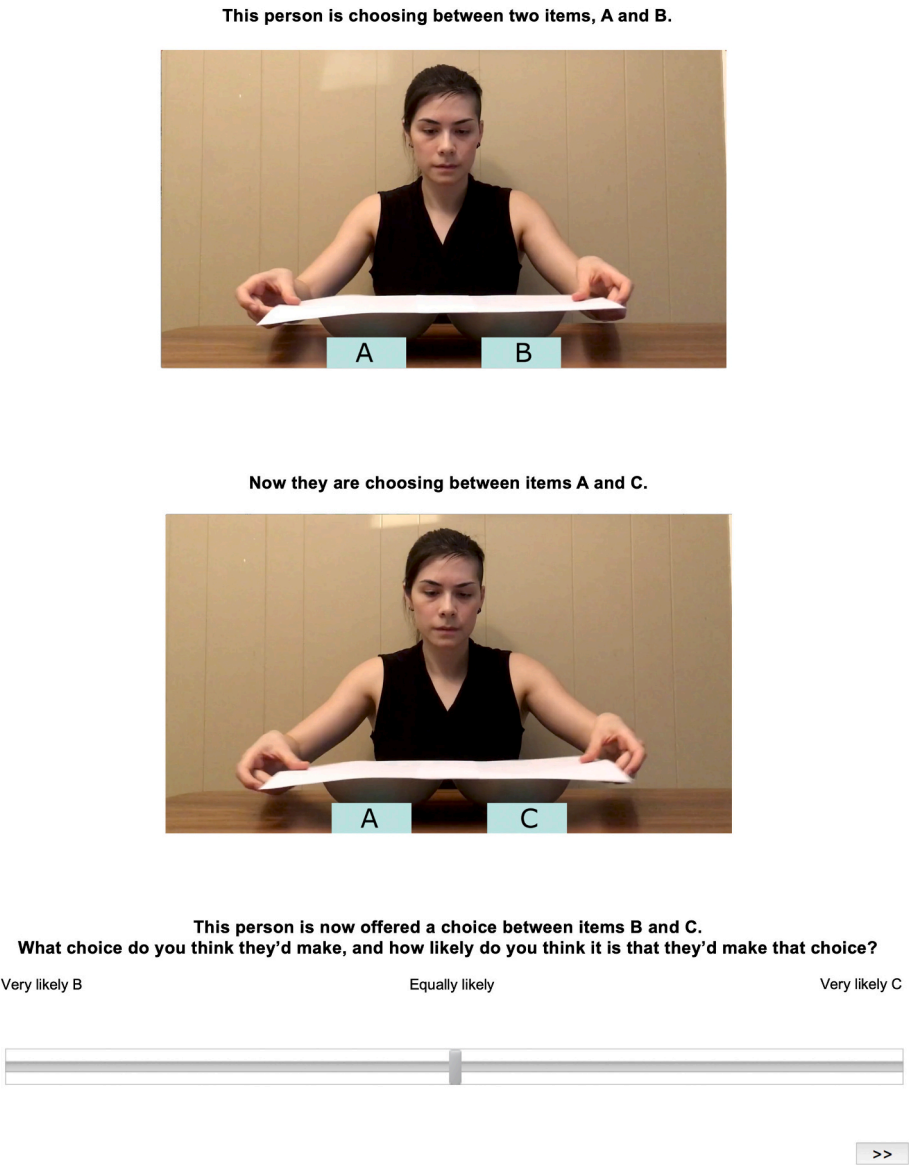 This person is choosing between two items, A and B.
A B
Now they are choosing between items A and C.
A C
This person is now offered a choice between items B and C.
What choice do you think they’d make, and how likely do you think it is that they’d make that choice?
Very likely B Equally likely Very likely C
>>